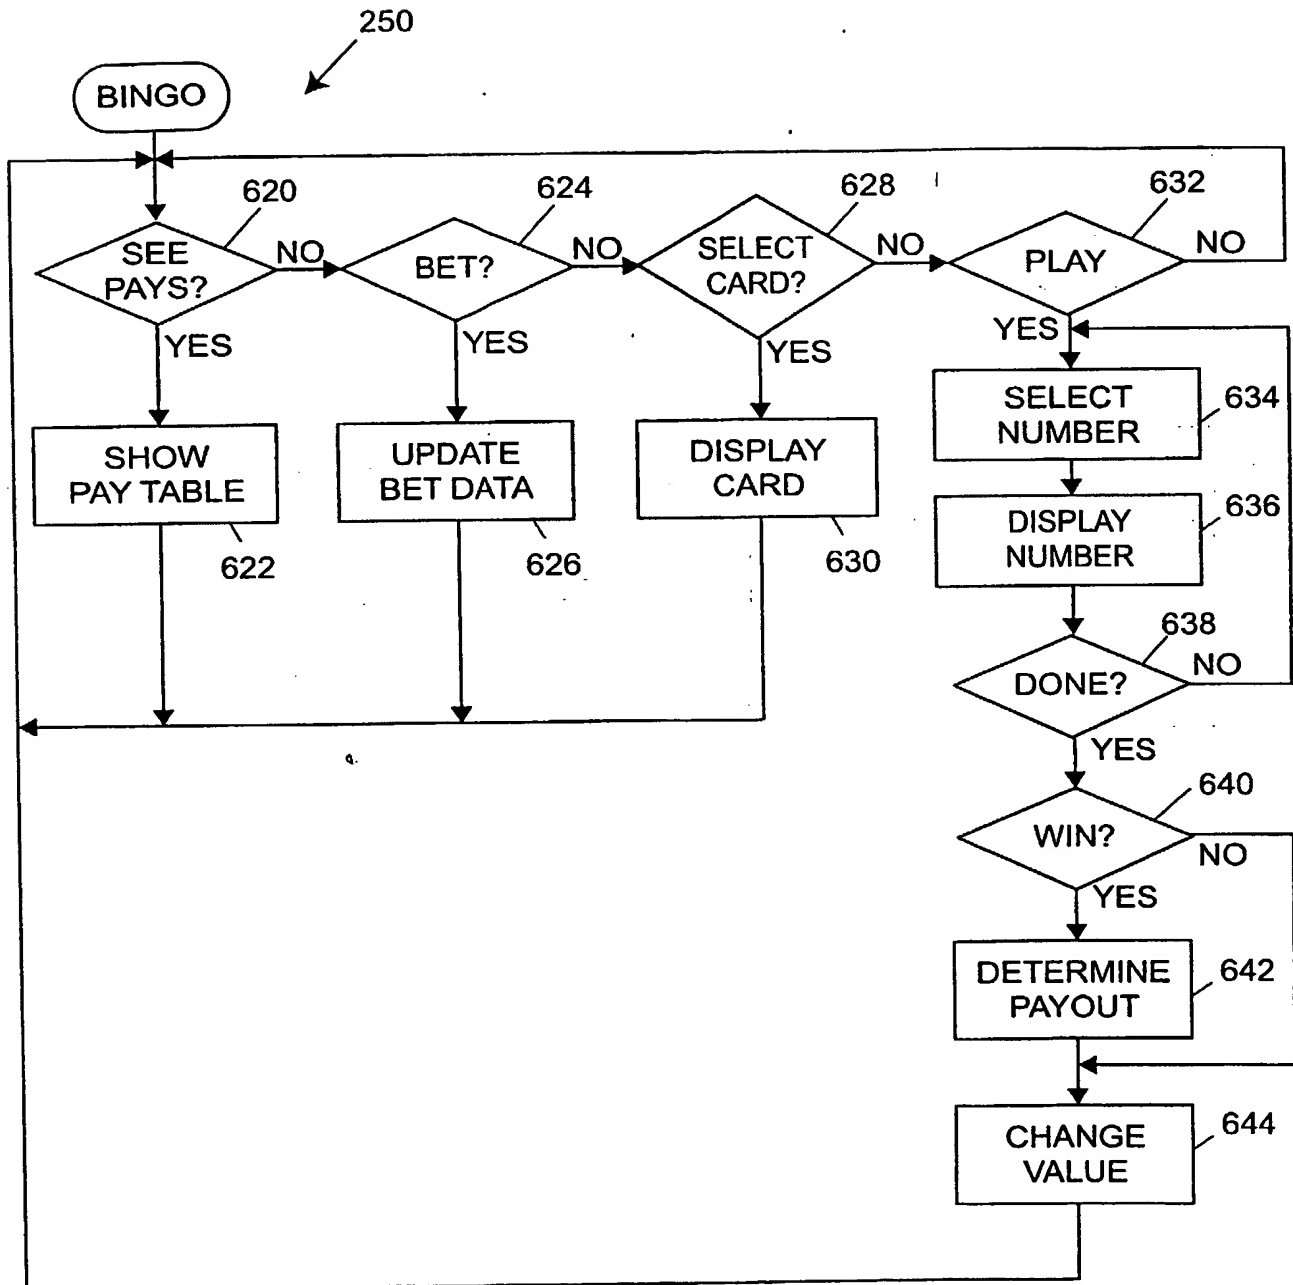 250
BINGO
620
624
628
632
SEE
PAYS?
NO
BET?
NO
SELECT
CARD?
NO
PLAY
NO
YES
YES
YES
YES
SHOW
PAY TABLE
622
UPDATE
BET DATA
626
DISPLAY
CARD
630
SELECT
NUMBER
634
DISPLAY
NUMBER
636
638
DONE?
NO
YES
640
WIN?
NO
YES
DETERMINE
PAYOUT
642
CHANGE
VALUE
644